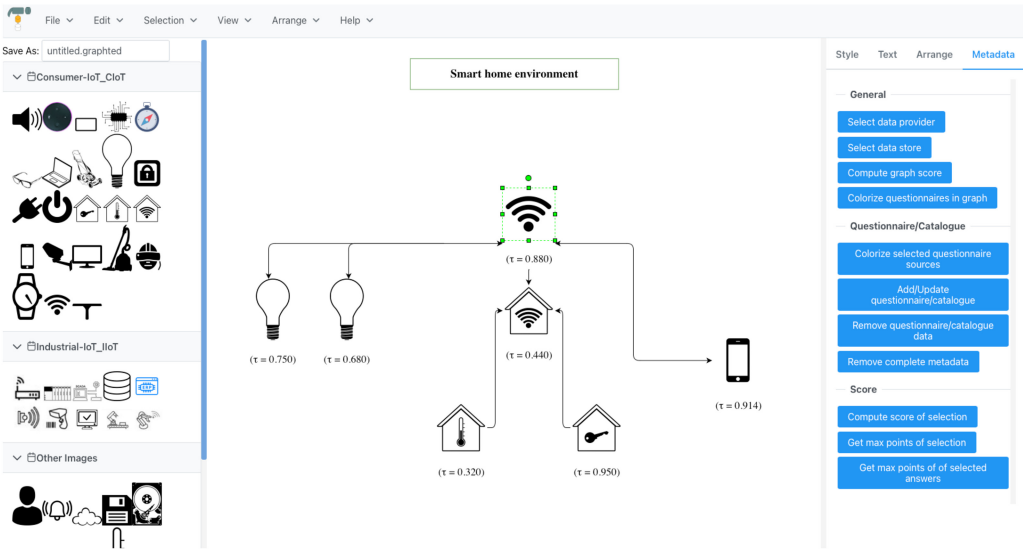 File Edit Selection View Arrange Help
Save As: untitled.graphted
Consumer-IoT_CIoT
Industrial-IoT_IIoT
Other Images
Smart home environment
(τ = 0.880)
(τ = 0.750)
(τ = 0.680)
(τ = 0.440)
(τ = 0.914)
(τ = 0.320)
(τ = 0.950)
Style Text Arrange Metadata
General
Select data provider
Select data store
Compute graph score
Colorize questionnaires in graph
Questionnaire/Catalogue
Colorize selected questionnaire
sources
Add/Update
questionnaire/catalogue
Remove questionnaire/catalogue
data
Remove complete metadata
Score
Compute score of selection
Get max points of selection
Get max points of of selected
answers